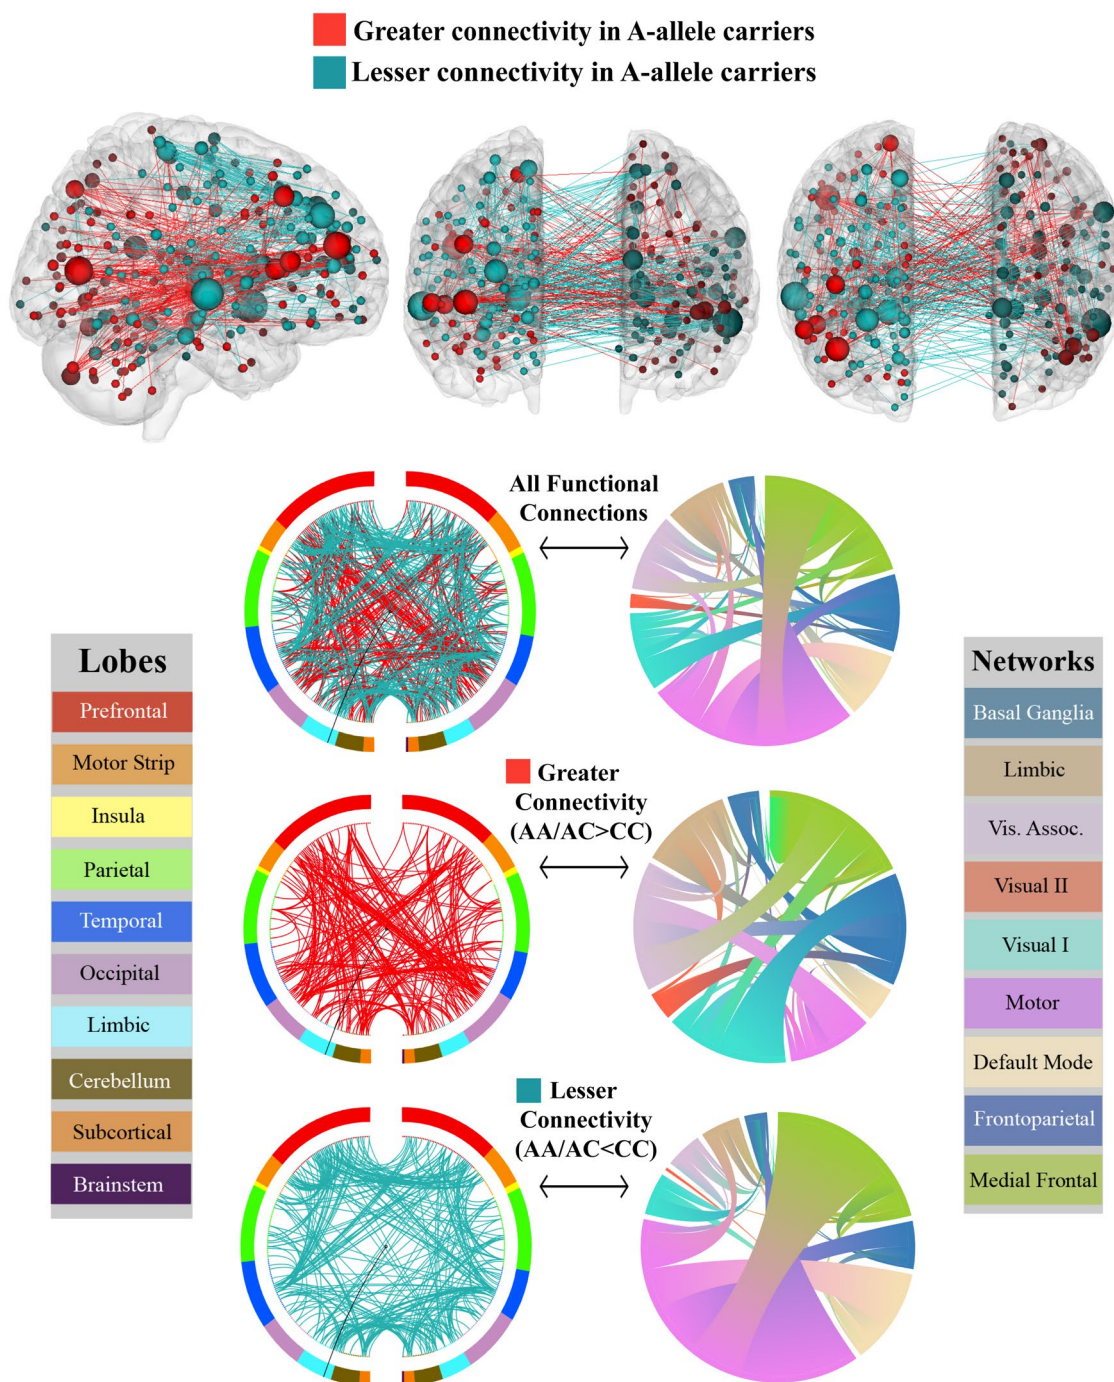 Greater connectivity in A-allele carriers
Lesser connectivity in A-allele carriers
All Functional
Connections
Lobes
Prefrontal
Motor Strip
Insula
Parietal
Temporal
Occipital
Limbic
Cerebellum
Subcortical
Brainstem
Greater
Connectivity
(AA/AC>CC)
Lesser
Connectivity
(AA/AC<CC)
Networks
Basal Ganglia
Limbic
Vis. Assoc.
Visual II
Visual I
Motor
Default Mode
Frontoparietal
Medial Frontal